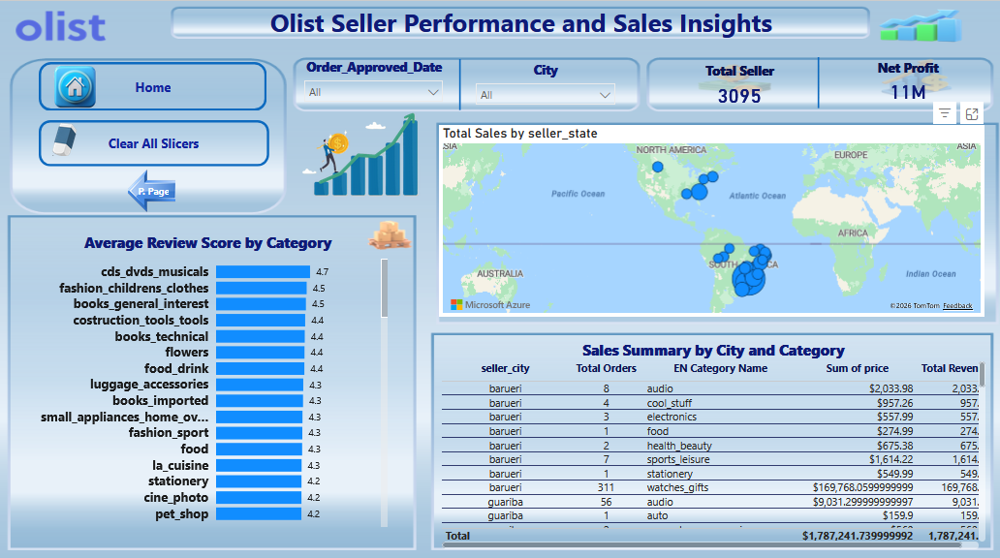 olist
Olist Seller Performance and Sales Insights
Home
Clear All Slicers
P. Page
Order_Approved_Date
All
City
All
Total Seller
3095
Net Profit
11M
Total Sales by seller_state
SIA
NORTH AMERICA
EUROPE
ASIA
Pacific Ocean
Atlantic Ocean
AFRICA
AUSTRALIA
Indian Ocean
Microsoft Azure
©2026 TomTom Feedback
Average Review Score by Category
cds_dvds_musicals 4.7
fashion_childrens_clothes 4.5
books_general_interest 4.5
costruction_tools_tools 4.4
books_technical 4.4
flowers 4.4
food_drink 4.4
luggage_accessories 4.3
books_imported 4.3
small_appliances_home_ov... 4.3
fashion_sport 4.3
food 4.3
la_cuisine 4.3
stationery 4.2
cine_photo 4.2
pet_shop 4.2
Sales Summary by City and Category
seller_city Total Orders EN Category Name Sum of price Total Reven
barueri 8 audio $2,033.98 2,033.
barueri 4 cool_stuff $957.26 957.
barueri 3 electronics $557.99 557.
barueri 1 food $274.99 274.
barueri 2 health_beauty $675.38 675.
barueri 7 sports_leisure $1,614.22 1,614.
barueri 1 stationery $549.99 549.
barueri 311 watches_gifts $169,768.0599999999 169,768.
guariba 56 audio $9,031.299999999997 9,031.
guariba 1 auto $159.9 159.
Total $1,787,241.739999992 1,787,241.